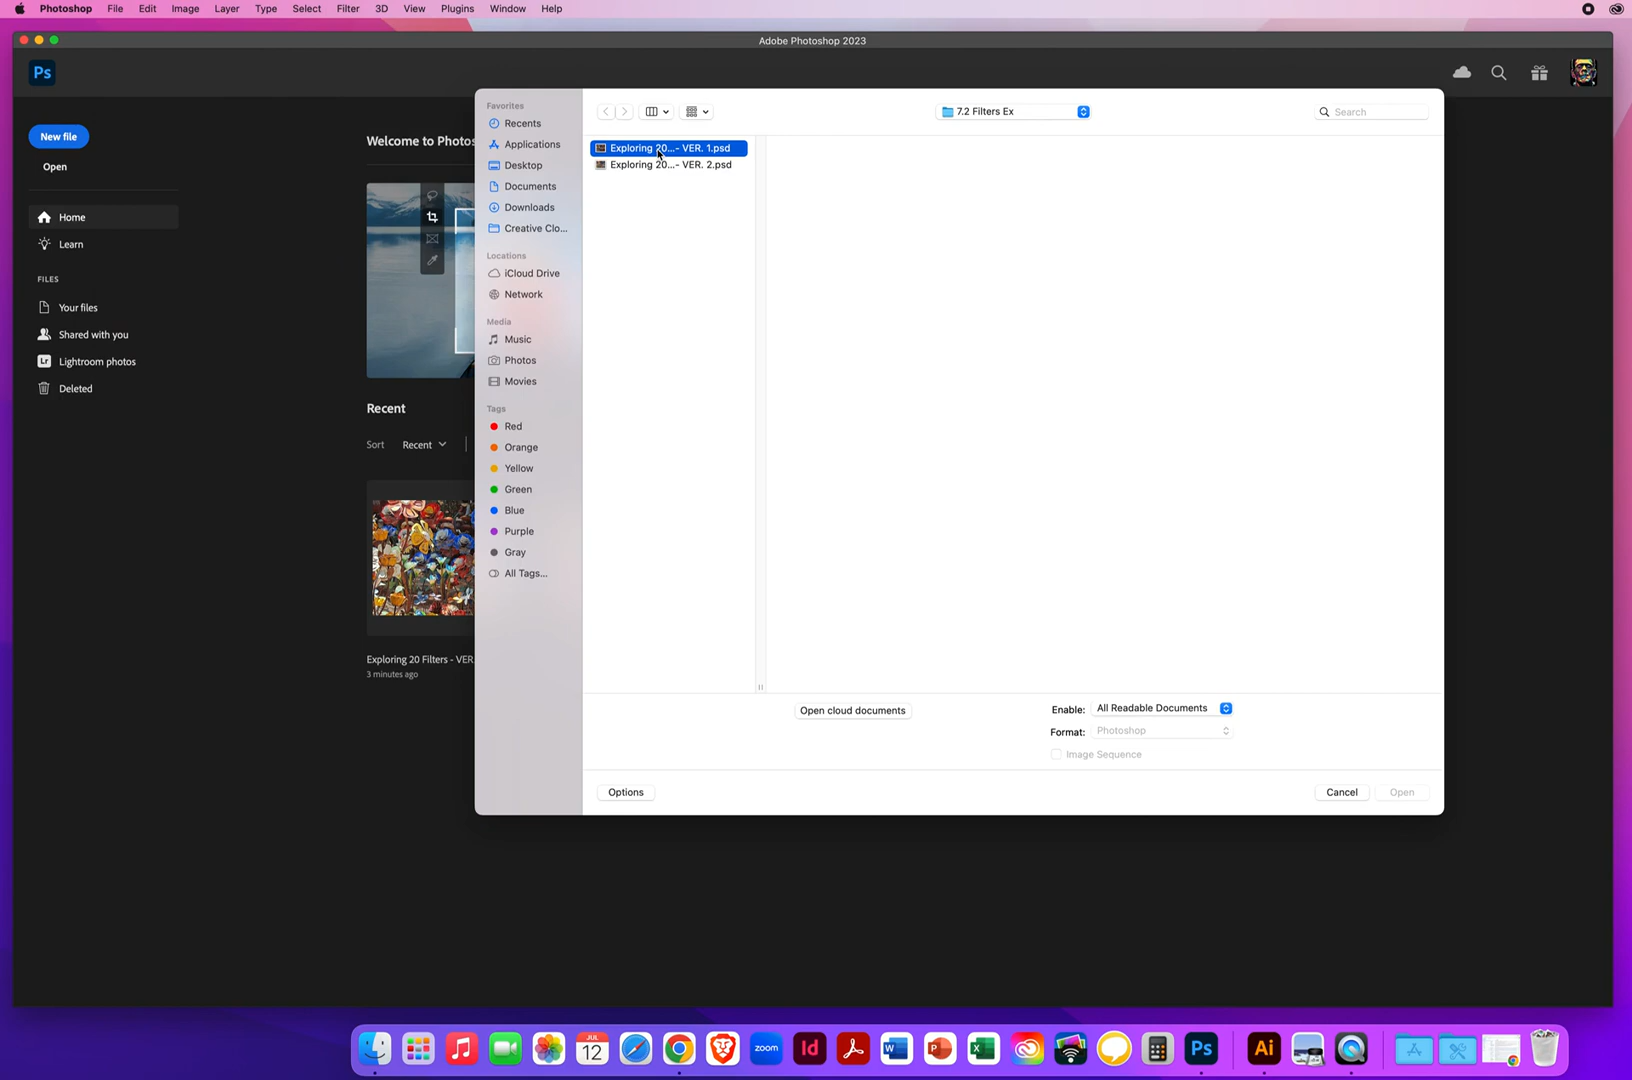 Photoshop File Edit Image Layer Type Select Filter 3D View Plugins Window Help
Adobe Photoshop 2023
Ps
New file
Open
Home
Learn
FILES
Your files
Shared with you
Lr Lightroom photos
Deleted
Welcome to Photos
Recent
Sort Recent
Exploring 20 Filters - VER
3 minutes ago
Favorites
Recents
Applications
Desktop
Documents
Downloads
Creative Clo...
Locations
iCloud Drive
Network
Media
Music
Photos
Movies
Tags
Red
Orange
Yellow
Green
Blue
Purple
Gray
All Tags...
7.2 Filters Ex
Search
Exploring 20...- VER. 1.psd
Exploring 20...- VER. 2.psd
Open cloud documents
Enable: All Readable Documents
Format: Photoshop
Image Sequence
Options
Cancel Open
JUL
12
zoom
Id
W
P
X
Ps
Ai